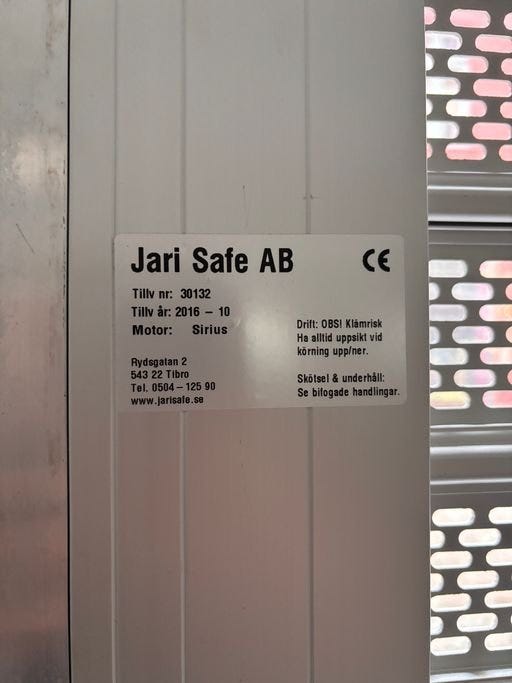 Jari Safe AB
CE
Tillv nr: 30132
Tillv år: 2016 – 10
Motor: Sirius
Rydsgatan 2
543 22 Tibro
Tel. 0504 – 125 90
www.jarisafe.se
Drift: OBS! Klämrisk
Ha alltid uppsikt vid
körning upp/ner.
Skötsel & underhåll:
Se bifogade handlingar.